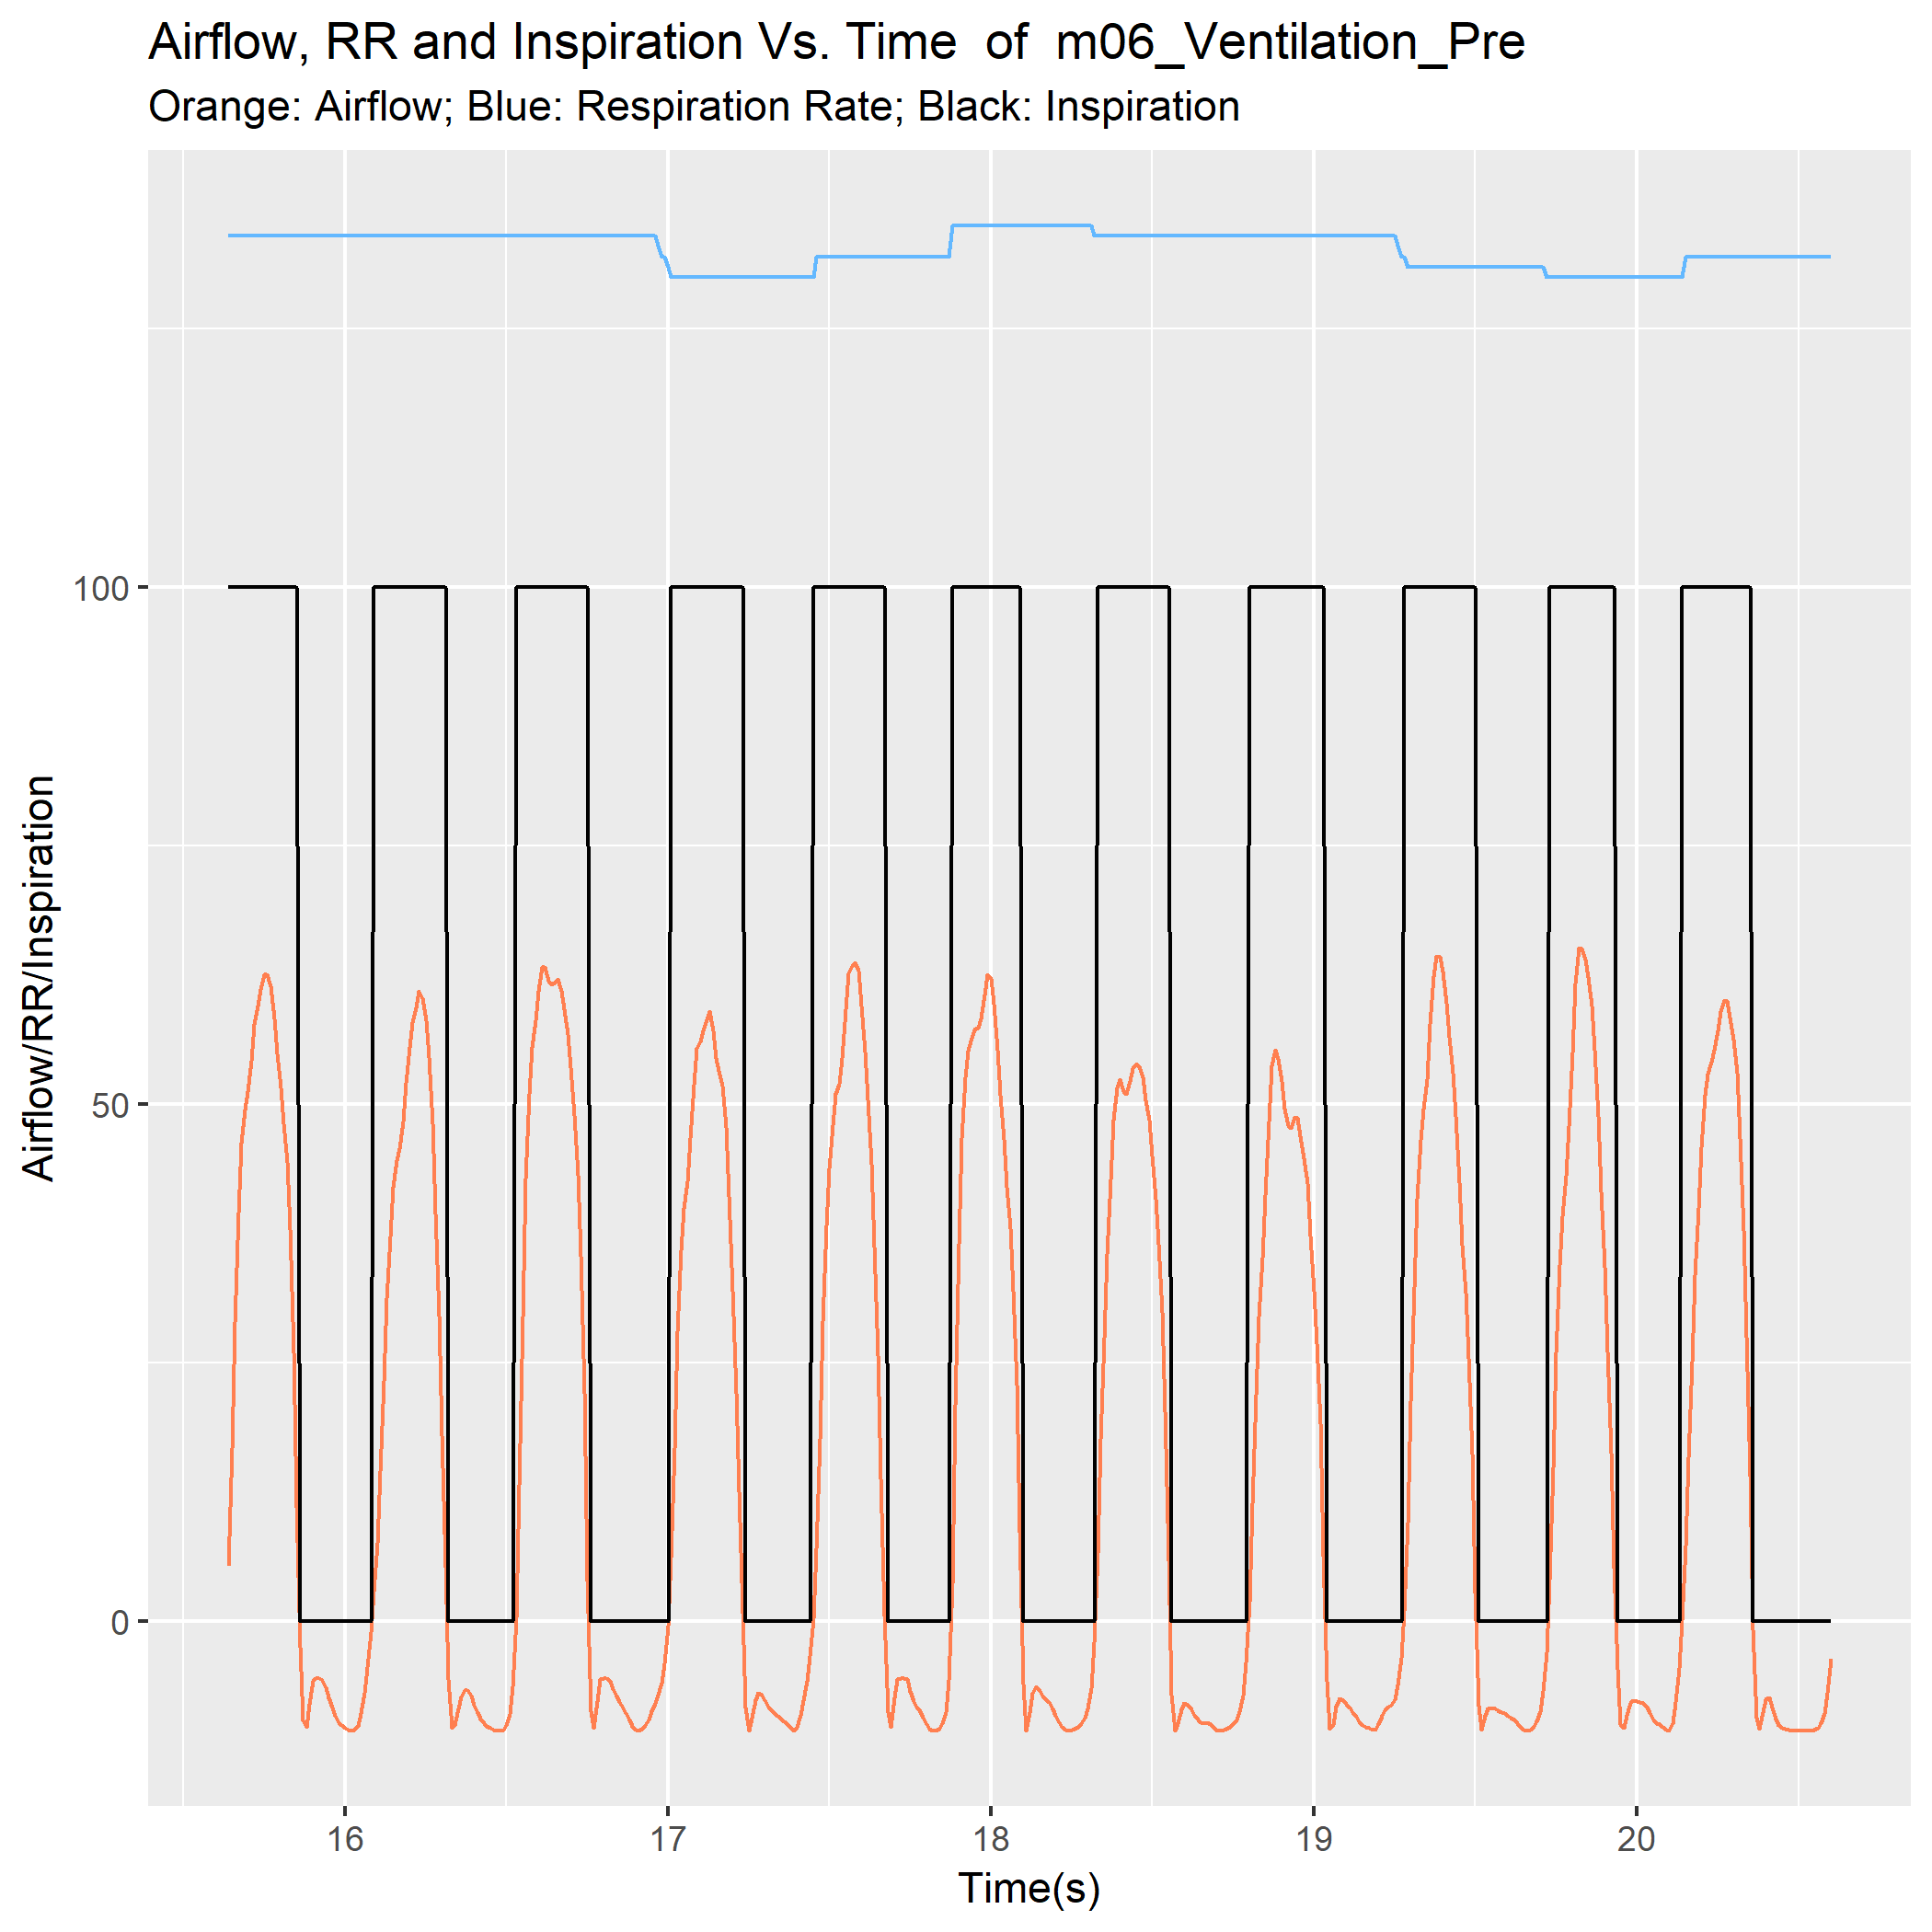 Airflow, RR and Inspiration Vs. Time  of  m06_Ventilation_Pre
Orange: Airflow; Blue: Respiration Rate; Black: Inspiration
Airflow/RR/Inspiration
100
50
0
16 17 18 19 20
Time(s)